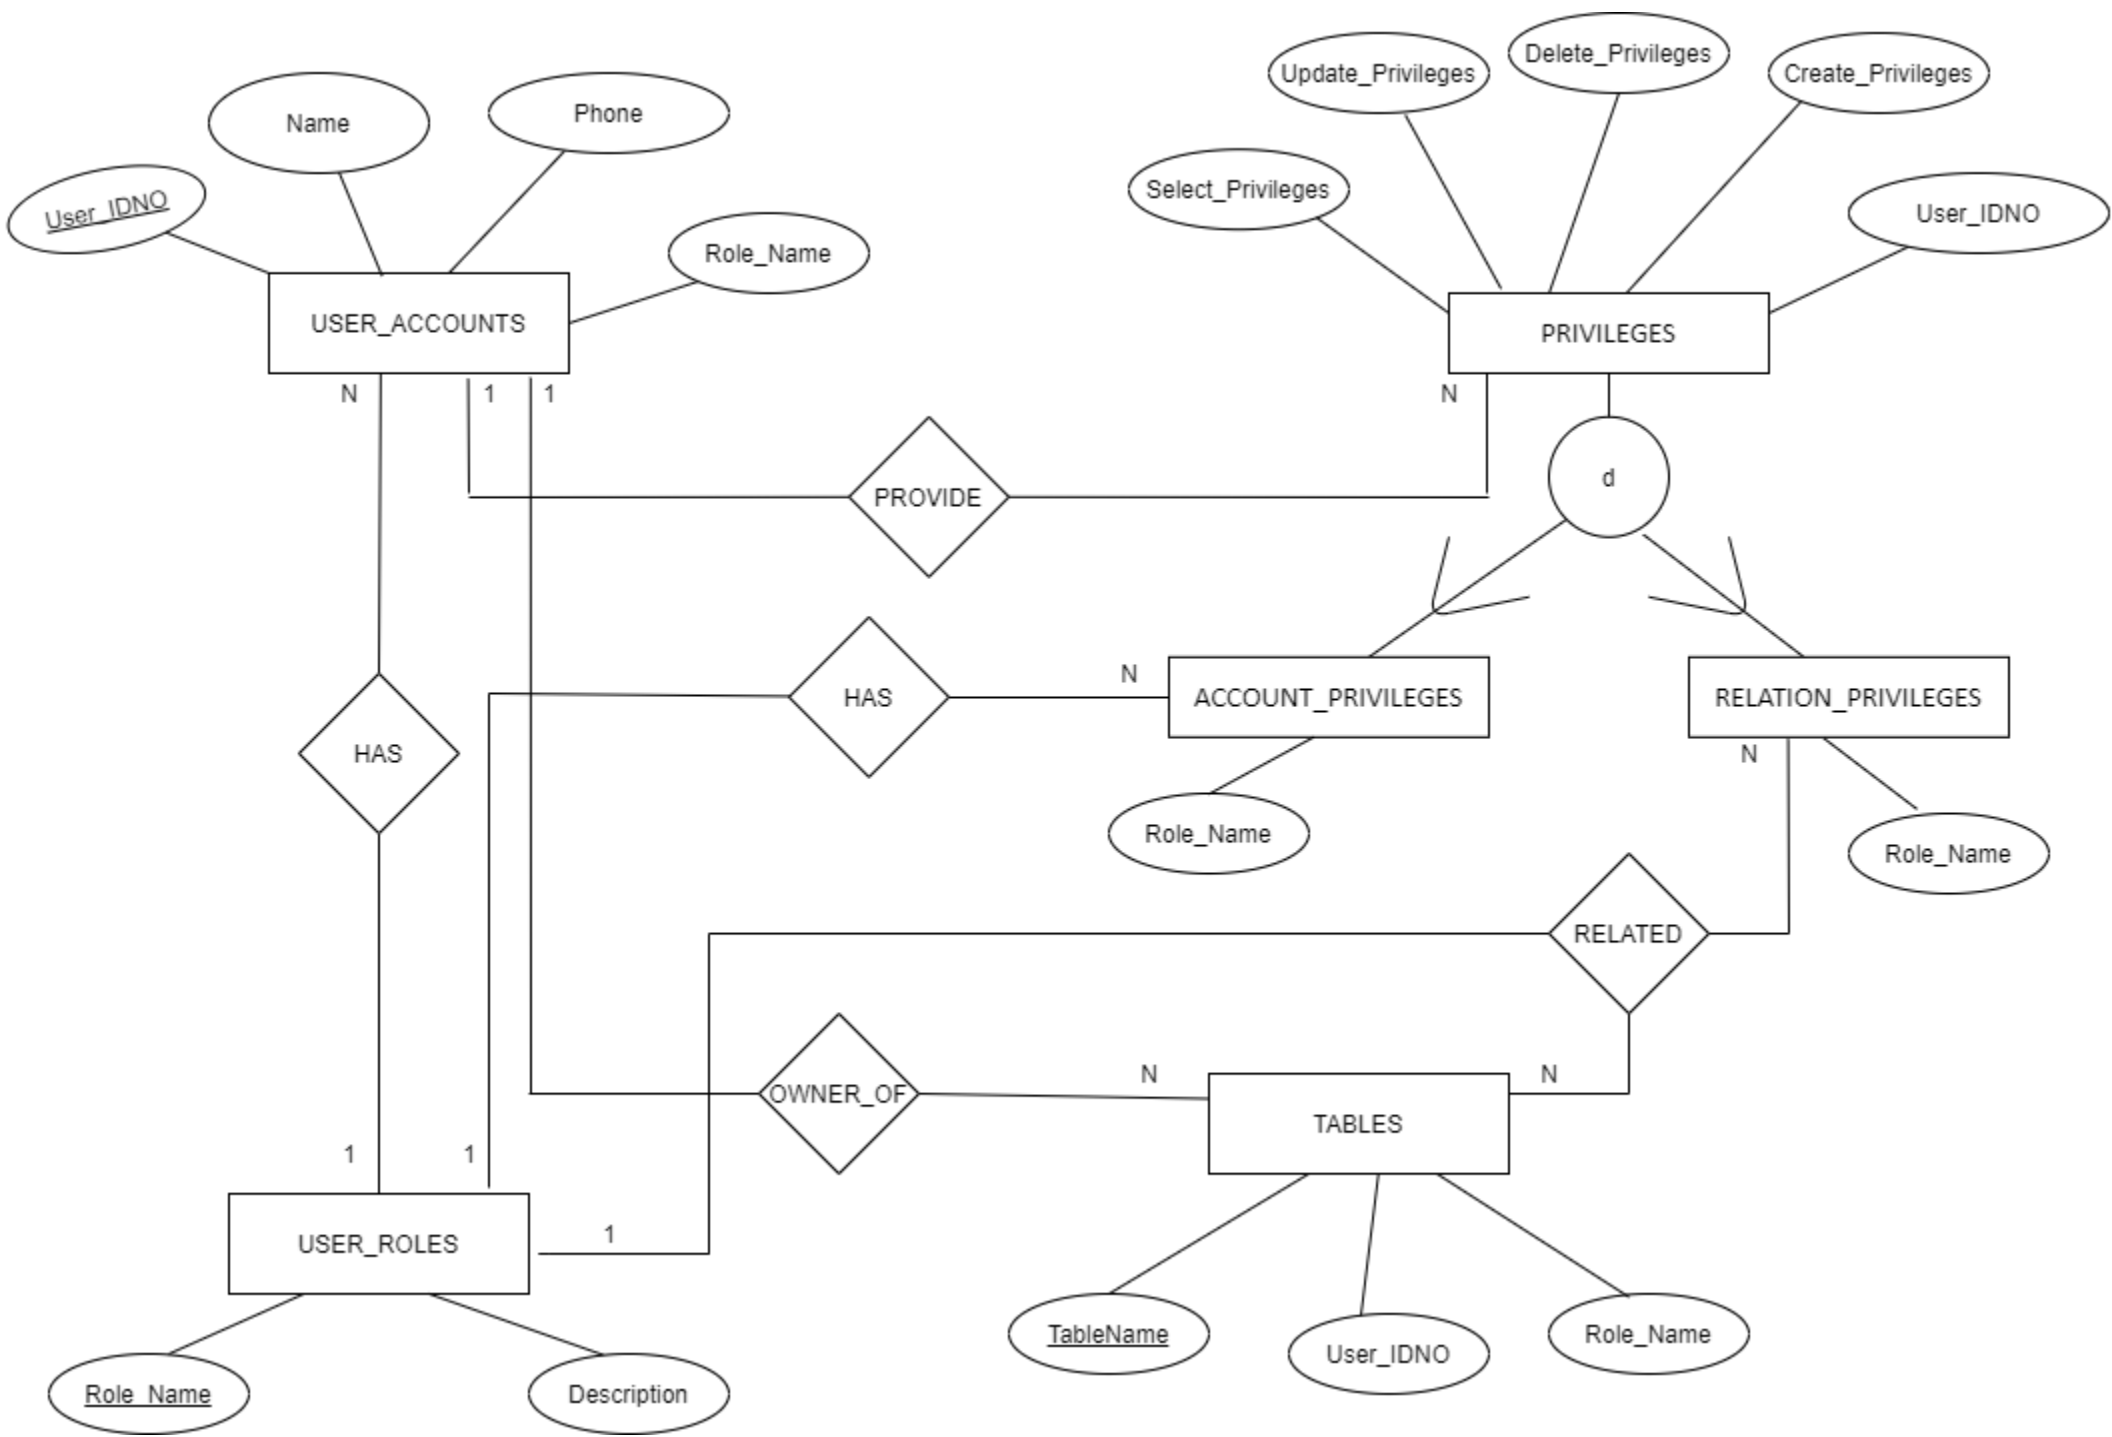 Delete_Privileges
Update_Privileges
Create_Privileges
Name
Phone
Select_Privileges
User_IDNO
User_IDNO
Role_Name
USER_ACCOUNTS
PRIVILEGES
N
1
1
N
d
PROVIDE
N
HAS
ACCOUNT_PRIVILEGES
RELATION_PRIVILEGES
HAS
N
Role_Name
Role_Name
RELATED
N
N
OWNER_OF
TABLES
1
1
USER_ROLES
1
TableName
User_IDNO
Role_Name
Role_Name
Description